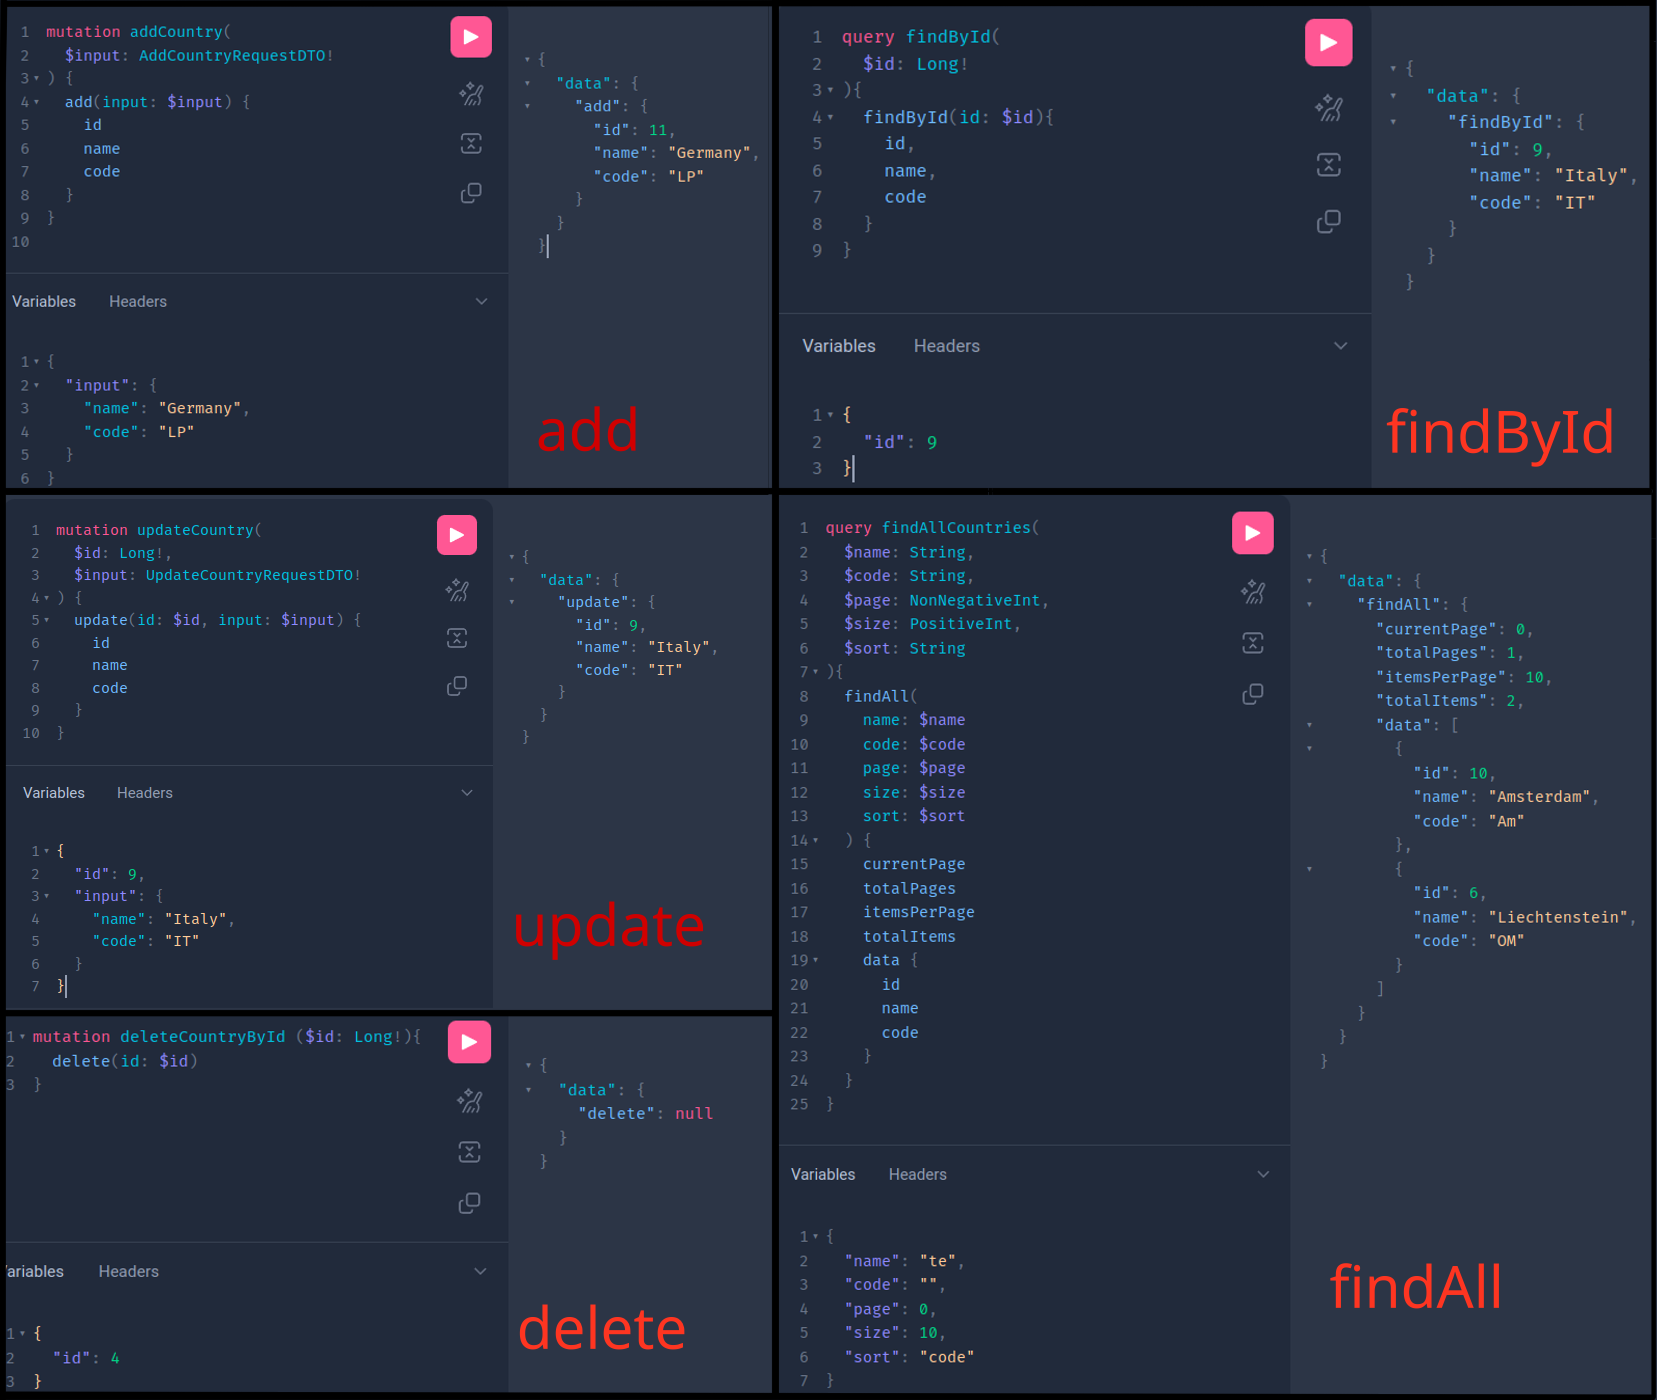 1 mutation addCountry(
2 $input: AddCountryRequestDTO!
3 ) {
4 add(input: $input) {
5 id
6 name
7 code
8 }
9 }
10
{
"data": {
"add": {
"id": 11,
"name": "Germany",
"code": "LP"
}
}
}
Variables Headers
1 {
2 "input": {
3 "name": "Germany",
4 "code": "LP"
5 }
6 }
add
1 query findById(
2 $id: Long!
3 ){
4 findById(id: $id){
5 id,
6 name,
7 code
8 }
9 }
{
"data": {
"findById": {
"id": 9,
"name": "Italy",
"code": "IT"
}
}
}
Variables Headers
1 {
2 "id": 9
3 }
findById
1 mutation updateCountry(
2 $id: Long!,
3 $input: UpdateCountryRequestDTO!
4 ) {
5 update(id: $id, input: $input) {
6 id
7 name
8 code
9 }
10 }
{
"data": {
"update": {
"id": 9,
"name": "Italy",
"code": "IT"
}
}
}
Variables Headers
1 {
2 "id": 9,
3 "input": {
4 "name": "Italy",
5 "code": "IT"
6 }
7 }
update
1 mutation deleteCountryById ($id: Long!){
2 delete(id: $id)
3 }
{
"data": {
"delete": null
}
}
ariables Headers
1 {
2 "id": 4
3 }
delete
1 query findAllCountries(
2 $name: String,
3 $code: String,
4 $page: NonNegativeInt,
5 $size: PositiveInt,
6 $sort: String
7 ){
8 findAll(
9 name: $name
10 code: $code
11 page: $page
12 size: $size
13 sort: $sort
14 ) {
15 currentPage
16 totalPages
17 itemsPerPage
18 totalItems
19 data {
20 id
21 name
22 code
23 }
24 }
25 }
{
"data": {
"findAll": {
"currentPage": 0,
"totalPages": 1,
"itemsPerPage": 10,
"totalItems": 2,
"data": [
{
"id": 10,
"name": "Amsterdam",
"code": "Am"
},
{
"id": 6,
"name": "Liechtenstein",
"code": "OM"
}
]
}
}
}
Variables Headers
1 {
2 "name": "te",
3 "code": "",
4 "page": 0,
5 "size": 10,
6 "sort": "code"
7 }
findAll